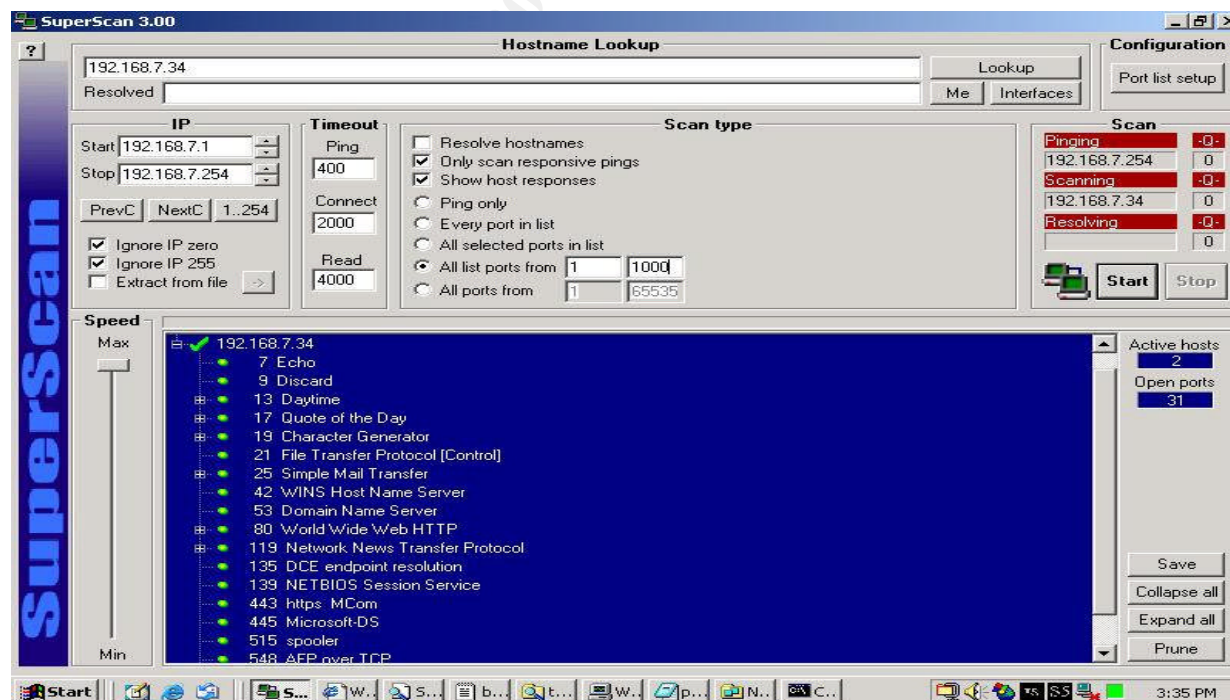 SuperScan 3.00
?
Hostname Lookup
192.168.7.34
Lookup
Resolved
Me
Interfaces
Configuration
Port list setup
IP
Start 192.168.7.1
Stop 192.168.7.254
PrevC
NextC
1..254
Ignore IP zero
Ignore IP 255
Extract from file
->
Timeout
Ping
400
Connect
2000
Read
4000
Scan type
Resolve hostnames
Only scan responsive pings
Show host responses
Ping only
Every port in list
All selected ports in list
All list ports from 1 1000
All ports from 1 65535
Scan
Pinging -Q-
192.168.7.254 0
Scanning -Q-
192.168.7.34 0
Resolving -Q-
0
Start
Stop
SuperScan
Speed
Max
Min
192.168.7.34
7 Echo
9 Discard
13 Daytime
17 Quote of the Day
19 Character Generator
21 File Transfer Protocol [Control]
25 Simple Mail Transfer
42 WINS Host Name Server
53 Domain Name Server
80 World Wide Web HTTP
119 Network News Transfer Protocol
135 DCE endpoint resolution
139 NETBIOS Session Service
443 https MCom
445 Microsoft-DS
515 spooler
548 AFP over TCP
Active hosts
2
Open ports
31
Save
Collapse all
Expand all
Prune
Start S... W... S... b... t... W... p... N... C... 3:35 PM